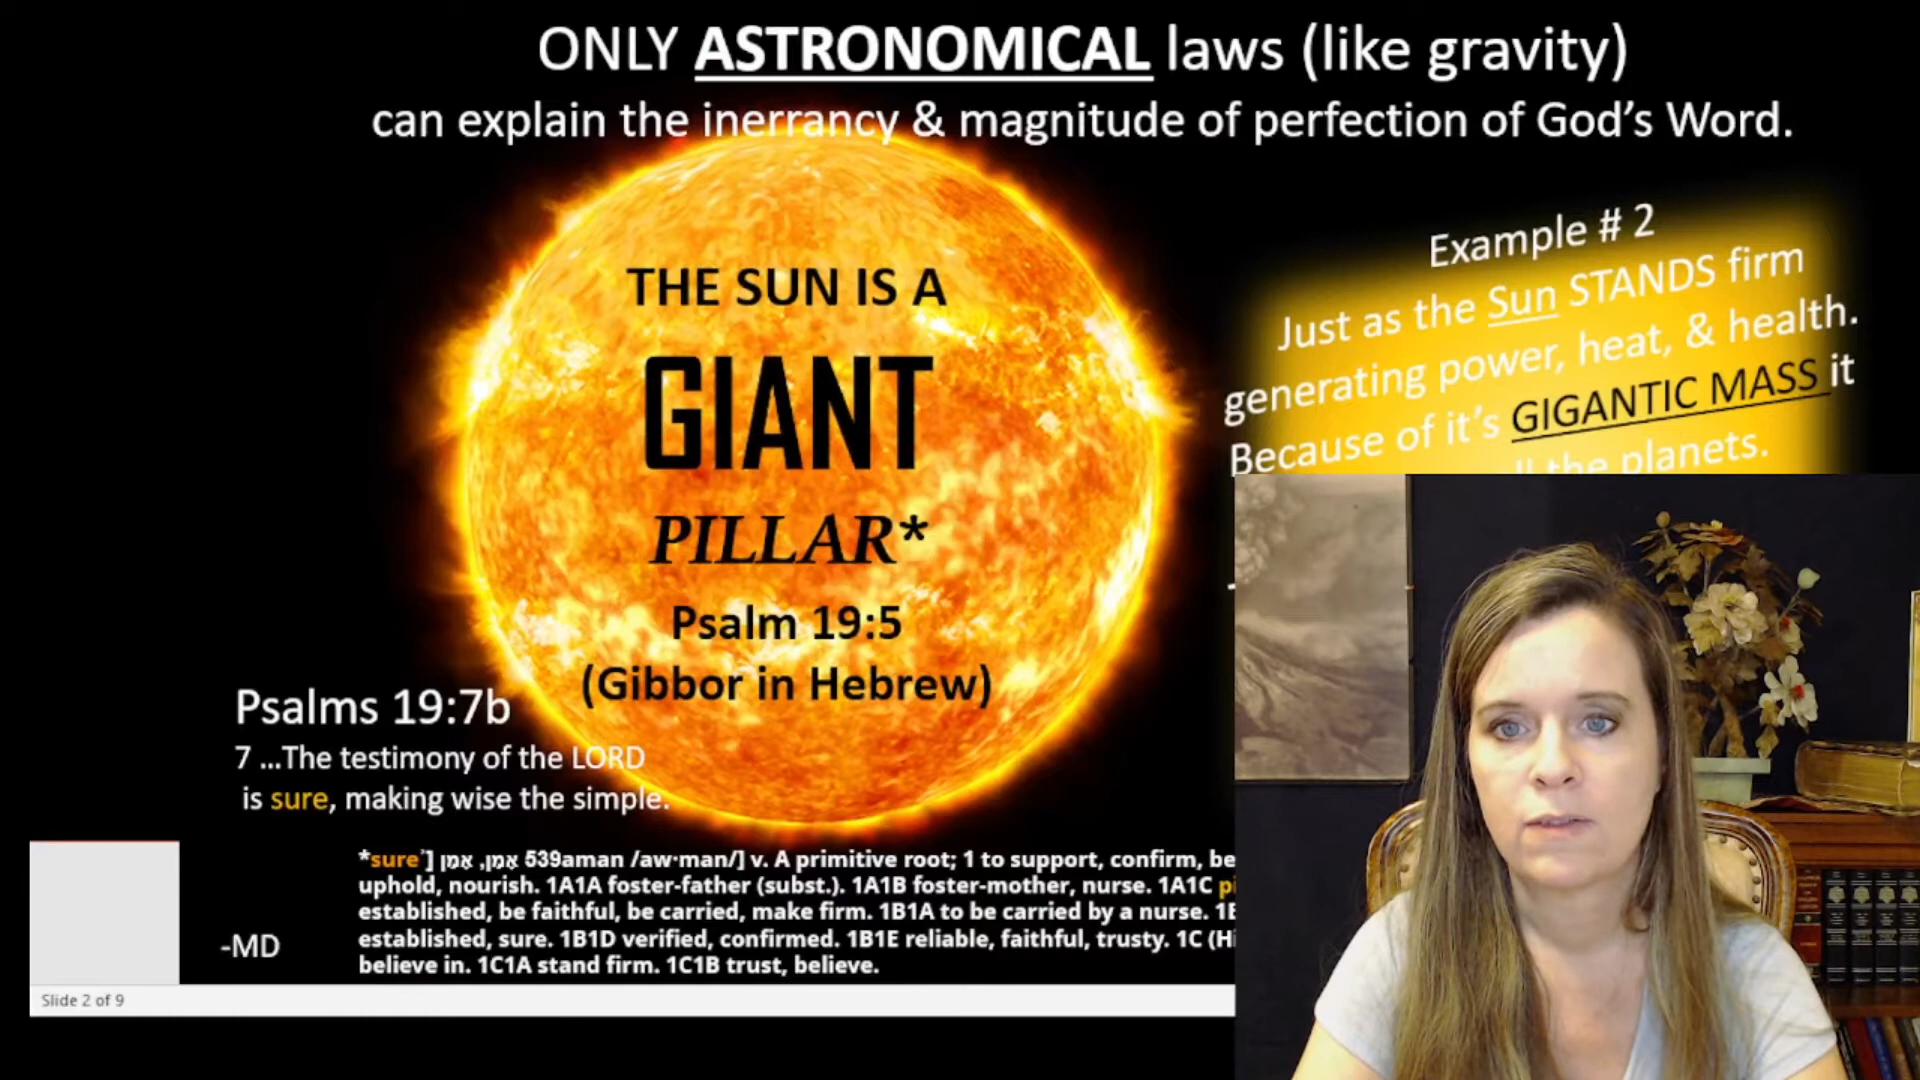 ONLY ASTRONOMICAL laws (like gravity)
can explain the inerrancy & magnitude of perfection of God's Word.
Example # 2
Just as the Sun STANDS firm
generating power, heat, & health.
Because of it's GIGANTIC MASS it
the planets.
THE SUN IS A
GIANT
PILLAR*
Psalm 19:5
(Gibbor in Hebrew)
Psalms 19:7b
7 ...The testimony of the LORD
is sure, making wise the simple.
*sure 539aman /aw·man/] v. A primitive root; 1 to support, confirm, be
uphold, nourish. 1A1A foster-father (subst.). 1A1B foster-mother, nurse. 1A1C
established, be faithful, be carried, make firm. 1B1A to be carried by a nurse.
established, sure. 1B1D verified, confirmed. 1B1E reliable, faithful, trusty. 1C
believe in. 1C1A stand firm. 1C1B trust, believe.
-MD
Slide 2 of 9